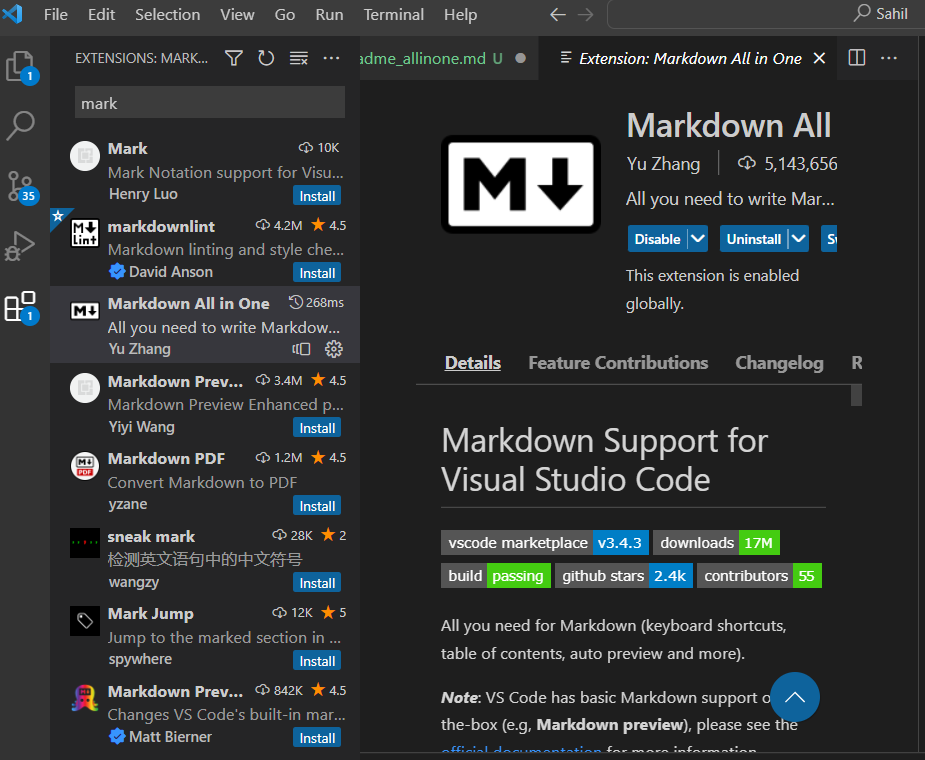 File Edit Selection View Go Run Terminal Help Sahil
EXTENSIONS: MARK...
adme_allinone.md U
Extension: Markdown All in One
1
35
1
mark
Mark 10K
Mark Notation support for Visu...
Henry Luo Install
markdownlint 4.2M 4.5
Markdown linting and style che...
David Anson Install
Markdown All in One 268ms
All you need to write Markdow...
Yu Zhang
Markdown Prev... 3.4M 4.5
Markdown Preview Enhanced p...
Yiyi Wang Install
Markdown PDF 1.2M 4.5
Convert Markdown to PDF
yzane Install
sneak mark 28K 2
检测英文语句中的中文符号
wangzy Install
Mark Jump 12K 5
Jump to the marked section in ...
spywhere Install
Markdown Prev... 842K 4.5
Changes VS Code's built-in mar...
Matt Bierner Install
Markdown All
Yu Zhang 5,143,656
All you need to write Mar...
Disable Uninstall
This extension is enabled
globally.
Details Feature Contributions Changelog R
Markdown Support for
Visual Studio Code
vscode marketplace v3.4.3 downloads 17M
build passing github stars 2.4k contributors 55
All you need for Markdown (keyboard shortcuts,
table of contents, auto preview and more).
Note: VS Code has basic Markdown support o
the-box (e.g, Markdown preview), please see the
official documentation for more information.